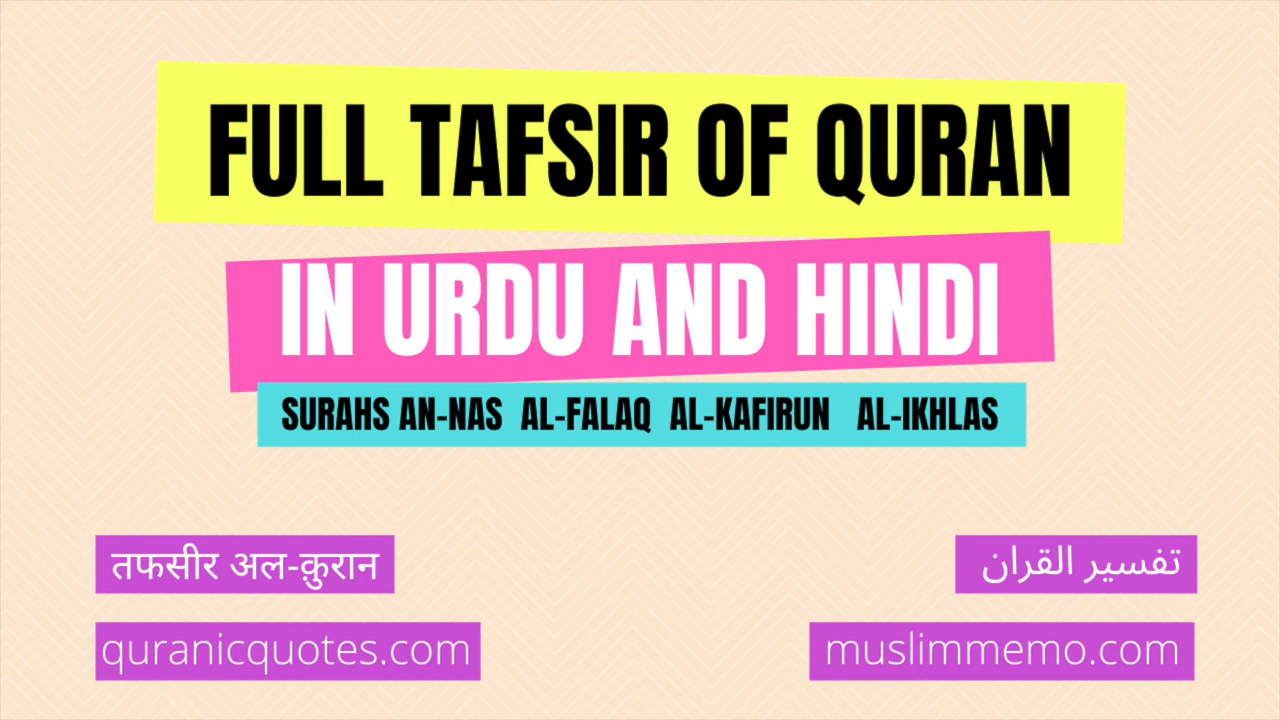 FULL TAFSIR OF QURAN
IN URDU AND HINDI
SURAHS AN-NAS AL-FALAQ AL-KAFIRUN AL-IKHLAS
तफसीर अल-क़ुरान
تفسير القران
quranicquotes.com
muslimmemo.com